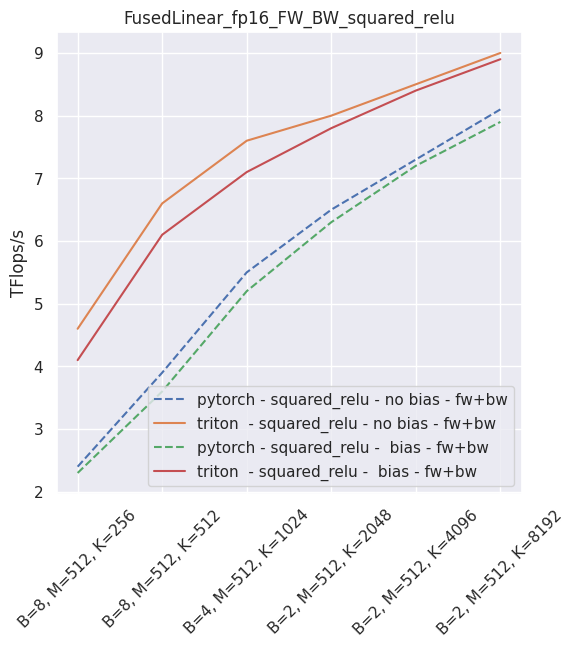 FusedLinear_fp16_FW_BW_squared_relu
TFlops/s
9
8
7
6
5
4
3
2
pytorch - squared_relu - no bias - fw+bw
triton  - squared_relu - no bias - fw+bw
pytorch - squared_relu -  bias - fw+bw
triton  - squared_relu -  bias - fw+bw
B=8, M=512, K=256
B=8, M=512, K=512
B=4, M=512, K=1024
B=2, M=512, K=2048
B=2, M=512, K=4096
B=2, M=512, K=8192